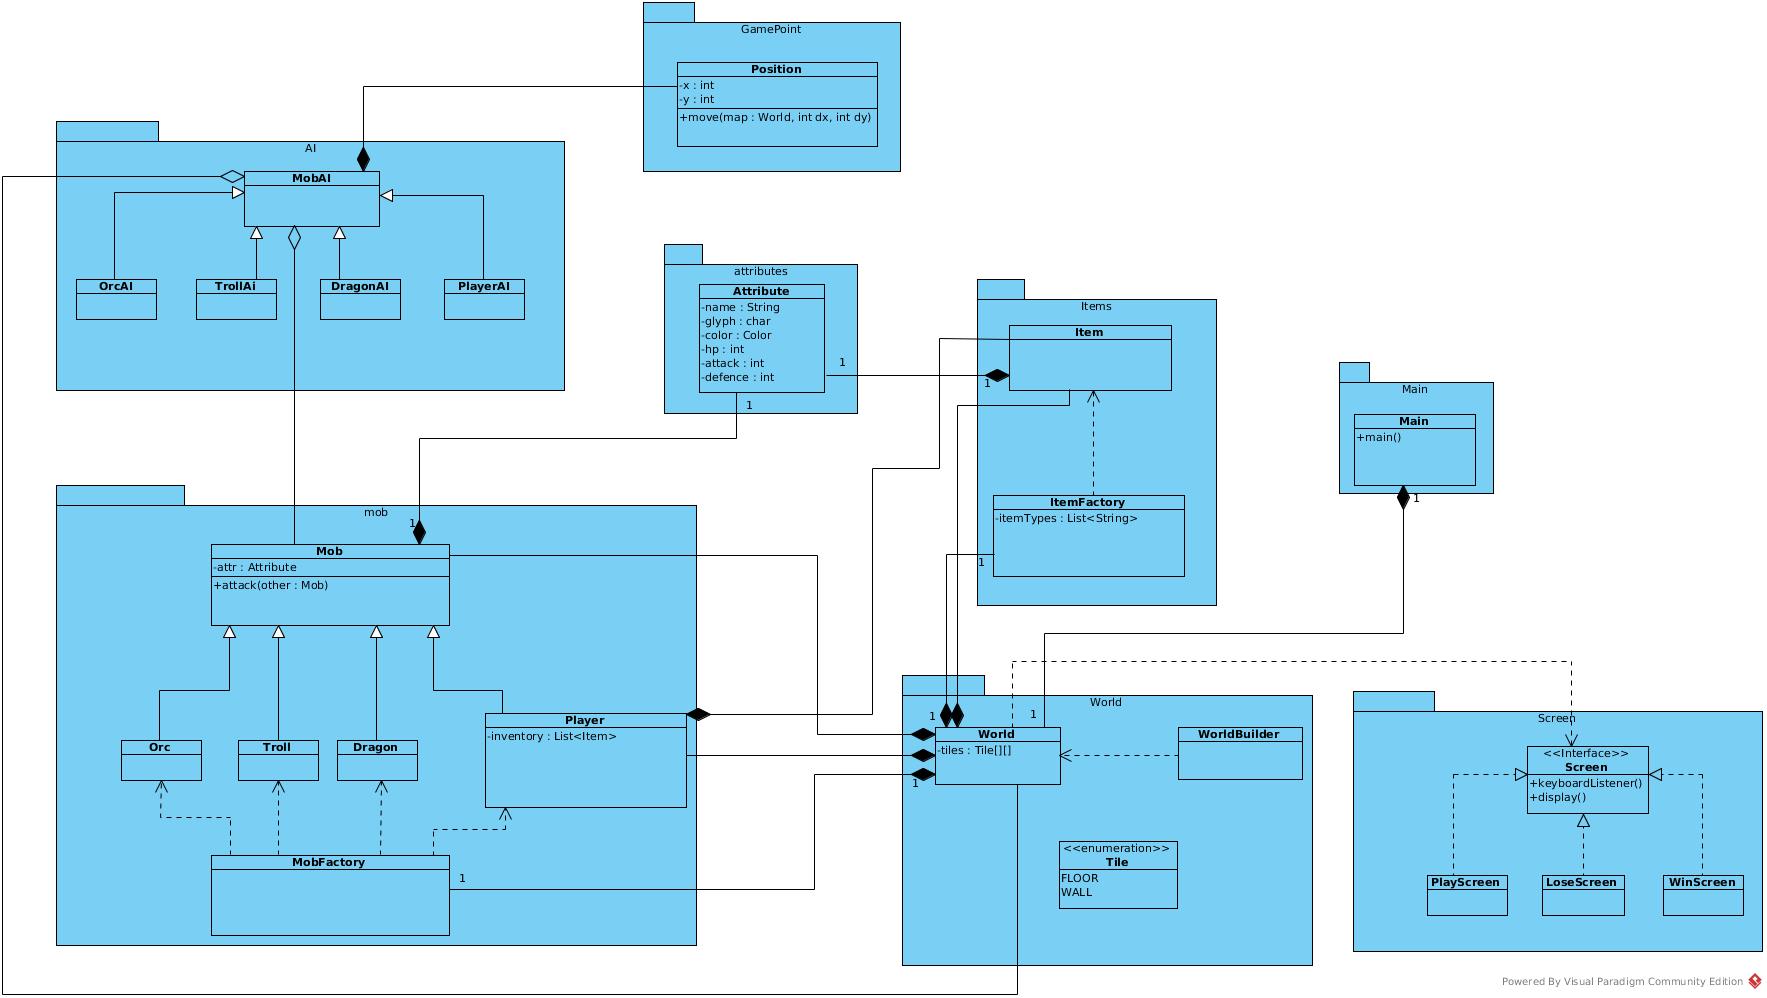 GamePoint
Position
-x : int
-y : int
+move(map : World, int dx, int dy)
AI
MobAI
OrcAI
TrollAi
DragonAI
PlayerAI
attributes
Attribute
-name : String
-glyph : char
-color : Color
-hp : int
-attack : int
-defence : int
1
1
1
Items
Item
ItemFactory
-itemTypes : List<String>
1
Main
Main
+main()
1
mob
1
Mob
-attr : Attribute
+attack(other : Mob)
Orc
Troll
Dragon
Player
-inventory : List<Item>
MobFactory
1
World
1
1
World
-tiles : Tile[][]
1
WorldBuilder
<<enumeration>>
Tile
FLOOR
WALL
Screen
<<Interface>>
Screen
+keyboardListener()
+display()
PlayScreen
LoseScreen
WinScreen
Powered By Visual Paradigm Community Edition